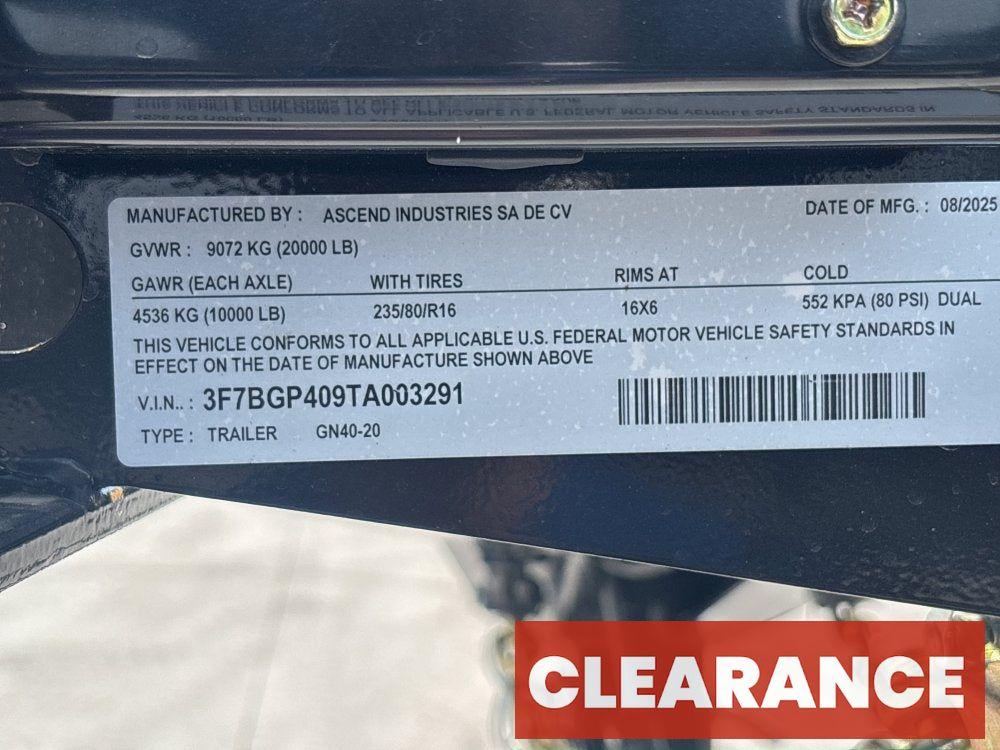 MANUFACTURED BY : ASCEND INDUSTRIES SA DE CV DATE OF MFG. : 08/2025
GVWR : 9072 KG (20000 LB)
GAWR (EACH AXLE) WITH TIRES RIMS AT COLD
4536 KG (10000 LB) 235/80/R16 16X6 552 KPA (80 PSI) DUAL
THIS VEHICLE CONFORMS TO ALL APPLICABLE U.S. FEDERAL MOTOR VEHICLE SAFETY STANDARDS IN
EFFECT ON THE DATE OF MANUFACTURE SHOWN ABOVE
V.I.N.. : 3F7BGP409TA003291
TYPE : TRAILER GN40-20
CLEARANCE